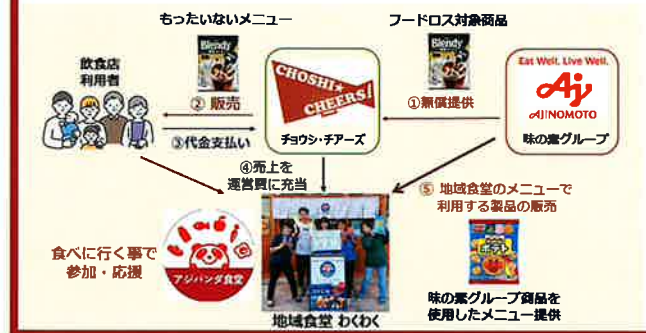 もったいないメニュー
フードロス対象商品
飲食店
利用者
Blendy
Blendy
CHOSHI
CHEERS!
チョウシ・チアーズ
Eat Well, Live Well.
Aj
AJINOMOTO
味の素グループ
①無償提供
② 販売
③代金支払い
④売上を
運営費に充当
⑤ 地域食堂のメニューで
利用する製品の販売
食べに行く事で
参加・応援
アジパンダ食堂
ポテト
地域食堂 わくわく
味の素グループ商品を
使用したメニュー提供